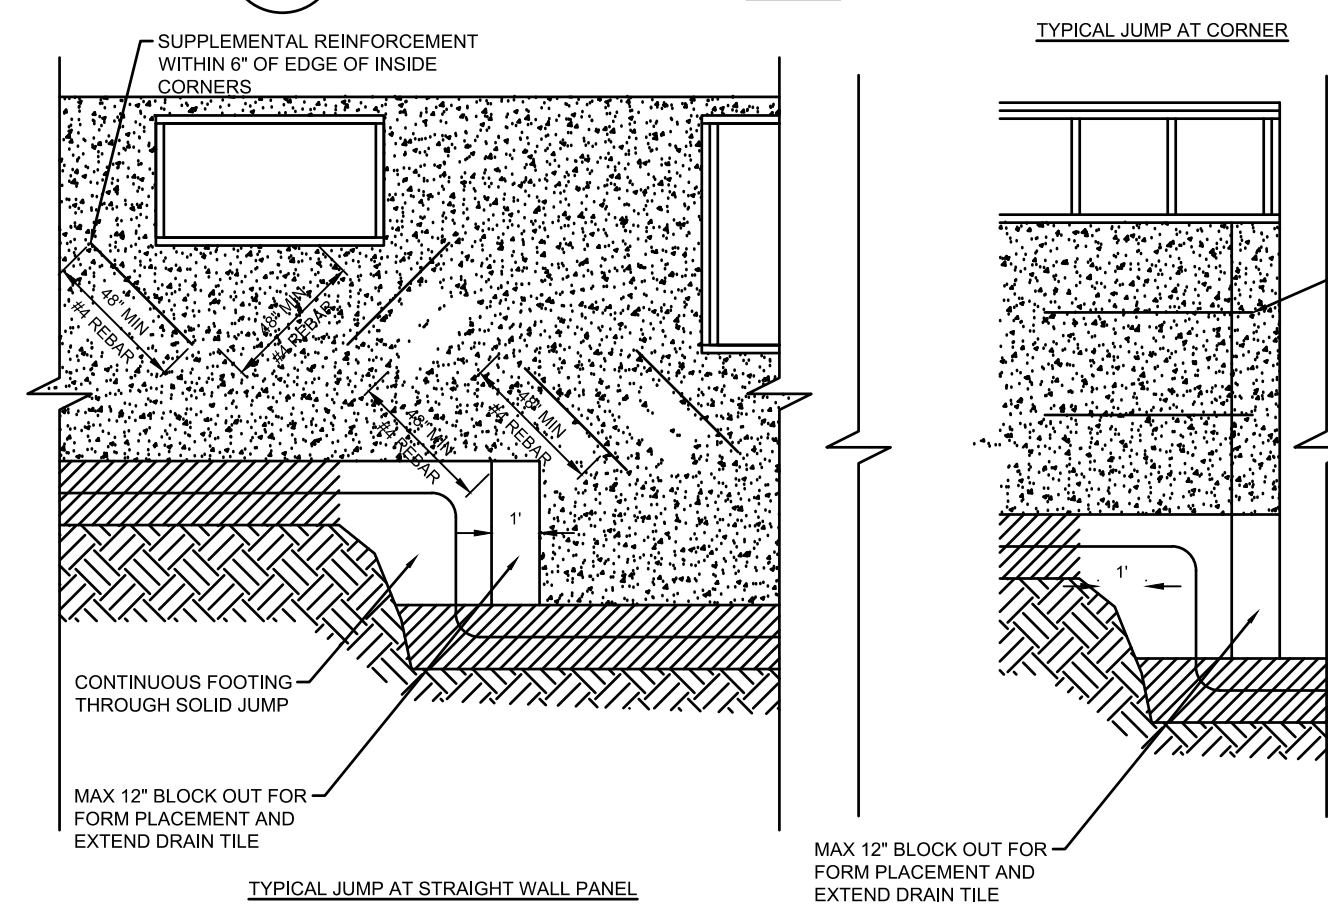 TYPICAL JUMP AT CORNER
SUPPLEMENTAL REINFORCEMENT
WITHIN 6" OF EDGE OF INSIDE
CORNERS
48" MIN
#4 REBAR
48" MIN
#4 REBAR
48" MIN
#4 REBAR
48" MIN
#4 REBAR
1'
1'
CONTINUOUS FOOTING
THROUGH SOLID JUMP
MAX 12" BLOCK OUT FOR
FORM PLACEMENT AND
EXTEND DRAIN TILE
MAX 12" BLOCK OUT FOR
FORM PLACEMENT AND
EXTEND DRAIN TILE
TYPICAL JUMP AT STRAIGHT WALL PANEL